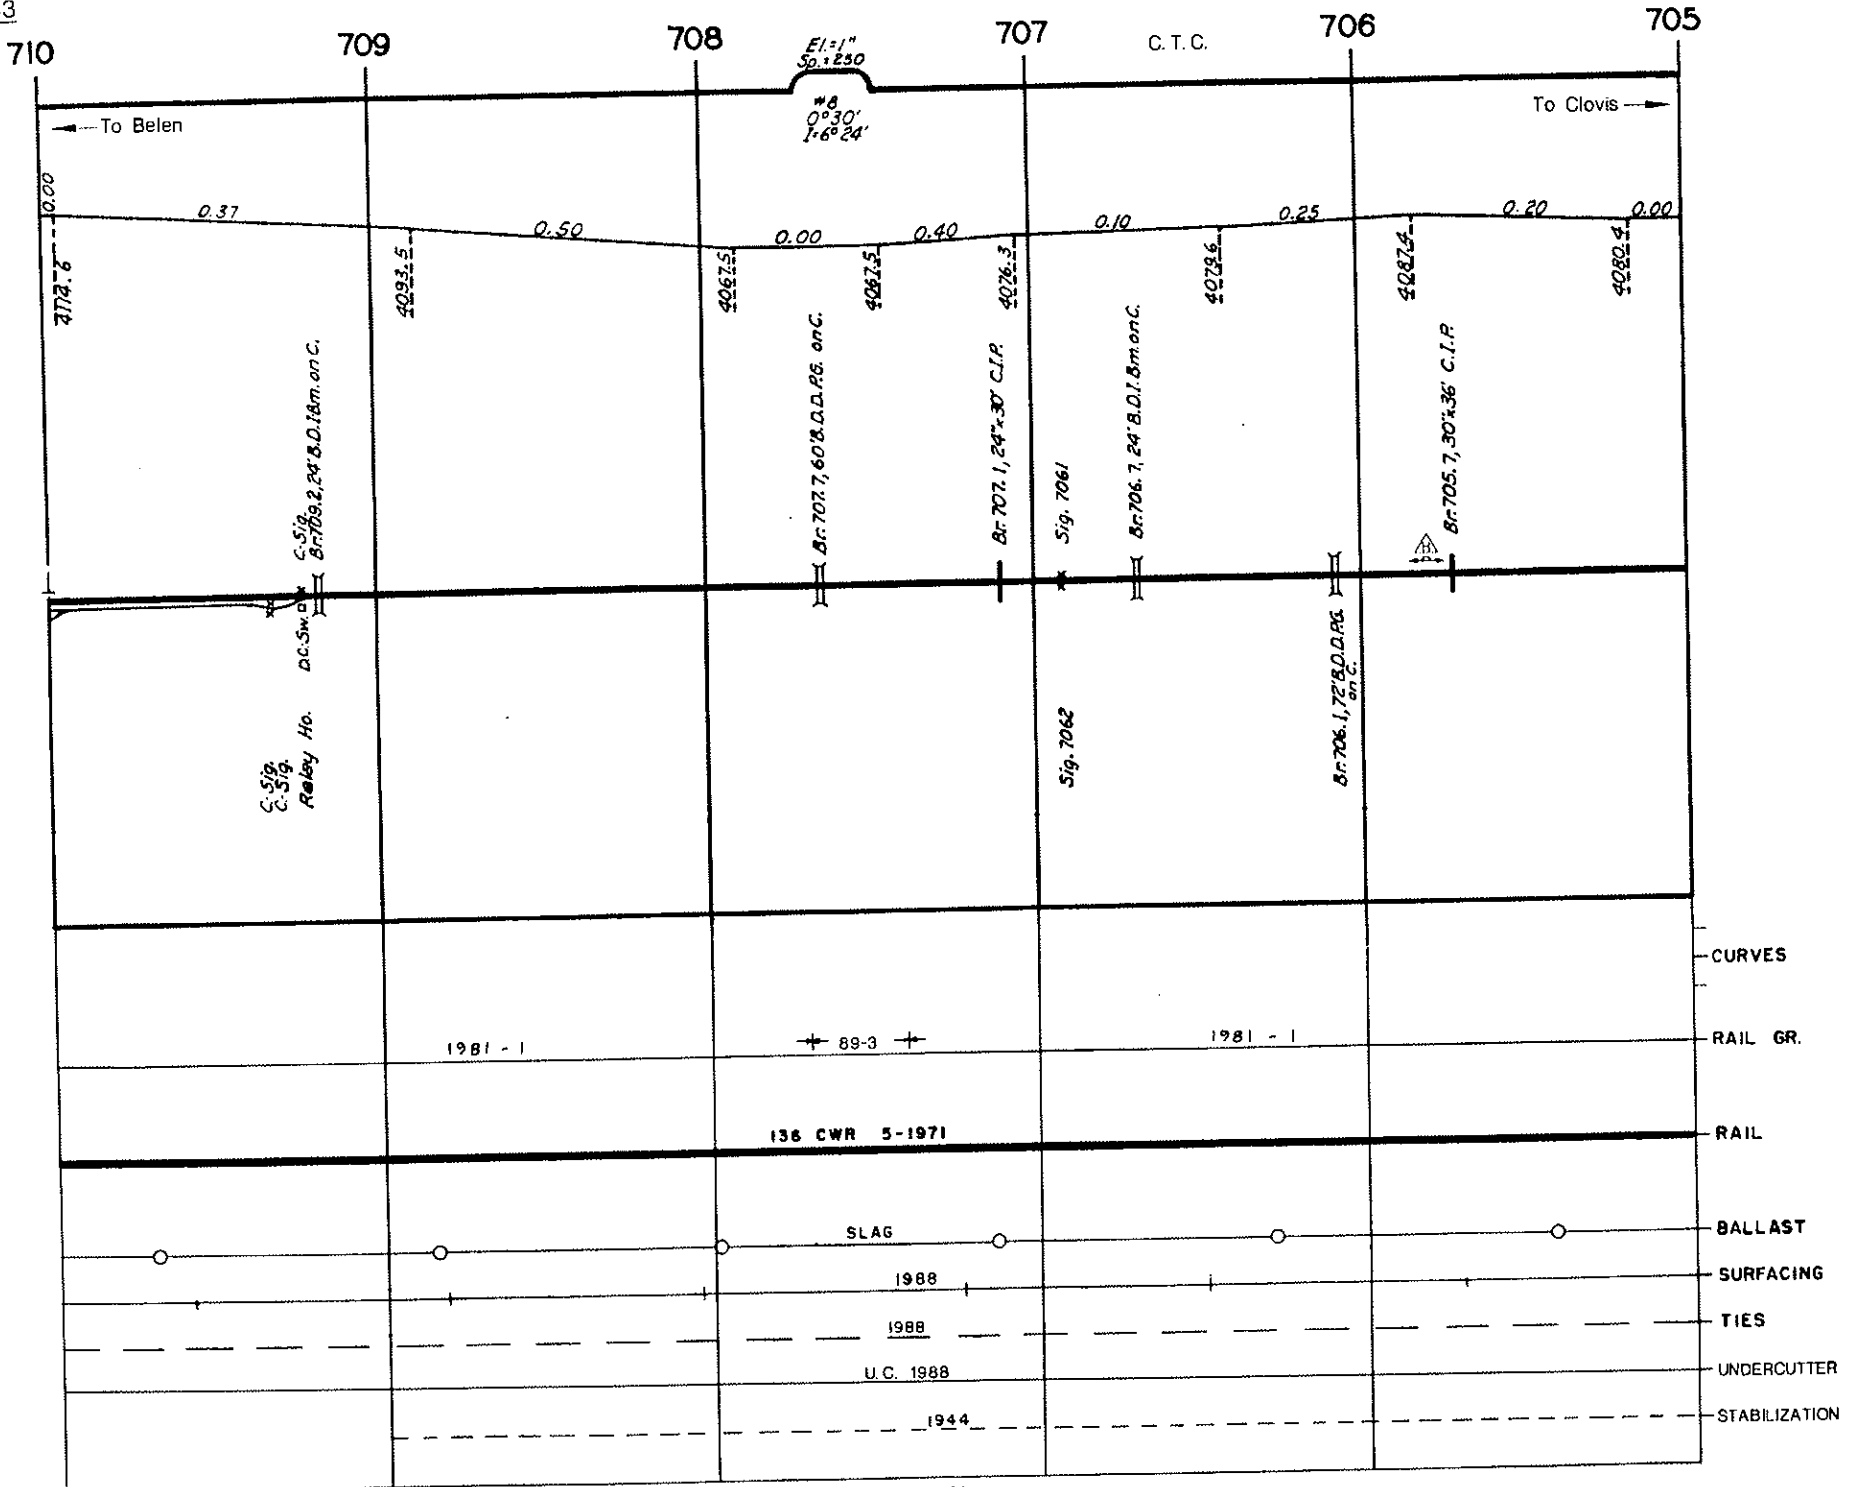 3
710 709 708 707 706 705
C. T. C.
El.=1"
Sp.=250
#8
0°30'
I=6°24'
To Belen
To Clovis
0.00 0.37 0.50 0.00 0.40 0.10 0.25 0.20 0.00
4093.5
4067.5
4067.5
4076.3
4079.6
4087.4
4080.4
C-Sig.
Br. 709.2, 24' B.D.I.Bm. on C.
Br. 707.7, 60' B.D.D.P.G. on C.
Br. 707.1, 24"x30' C.I.P.
Sig. 7061
Br. 706.7, 24' B.D.I.Bm. on C.
Br. 705.7, 30"x36' C.I.P.
D.C.Sw.
C-Sig.
C-Sig.
Relay Ho.
Sig. 7062
Br. 706.1, 72' B.D.D.P.G.
on C.
CURVES
1981 - 1
89-3
1981 - 1
RAIL GR.
136 CWR 5-1971
RAIL
SLAG
BALLAST
1988
SURFACING
1988
TIES
U.C. 1988
UNDERCUTTER
1944
STABILIZATION